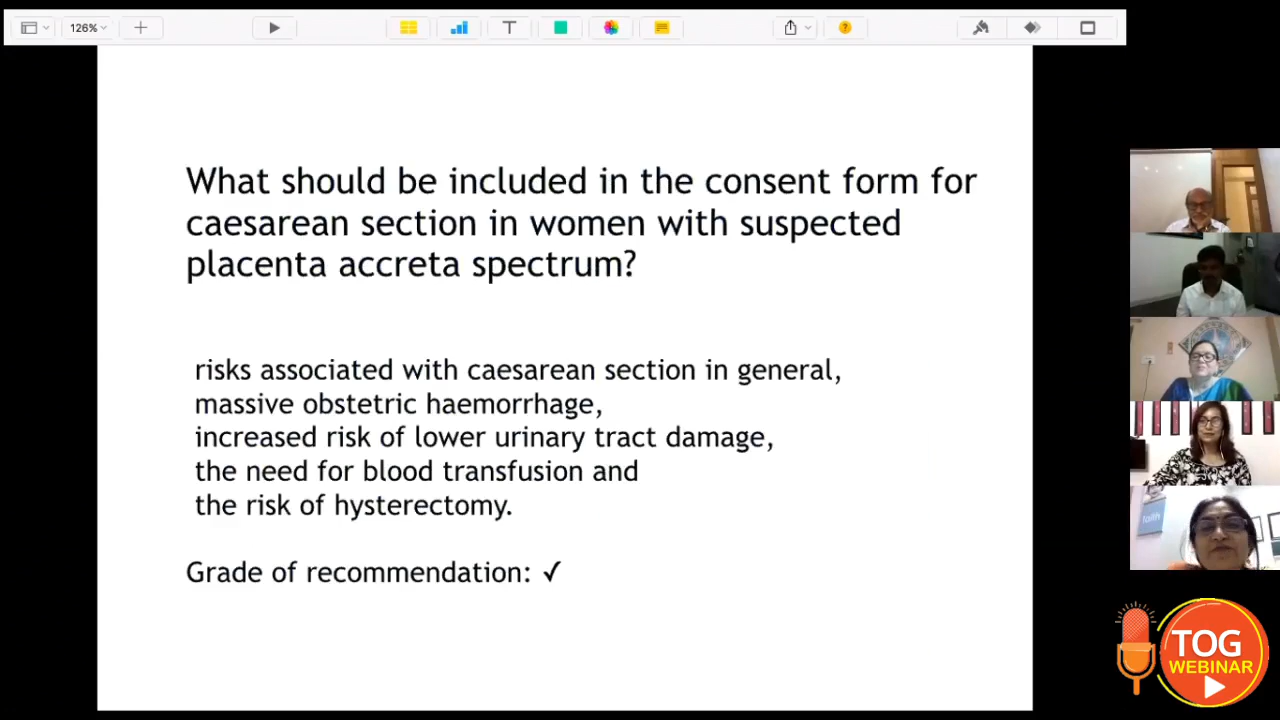 126%
What should be included in the consent form for
caesarean section in women with suspected
placenta accreta spectrum?
risks associated with caesarean section in general,
massive obstetric haemorrhage,
increased risk of lower urinary tract damage,
the need for blood transfusion and
the risk of hysterectomy.
Grade of recommendation: ✓
faith
TOG
WEBINAR